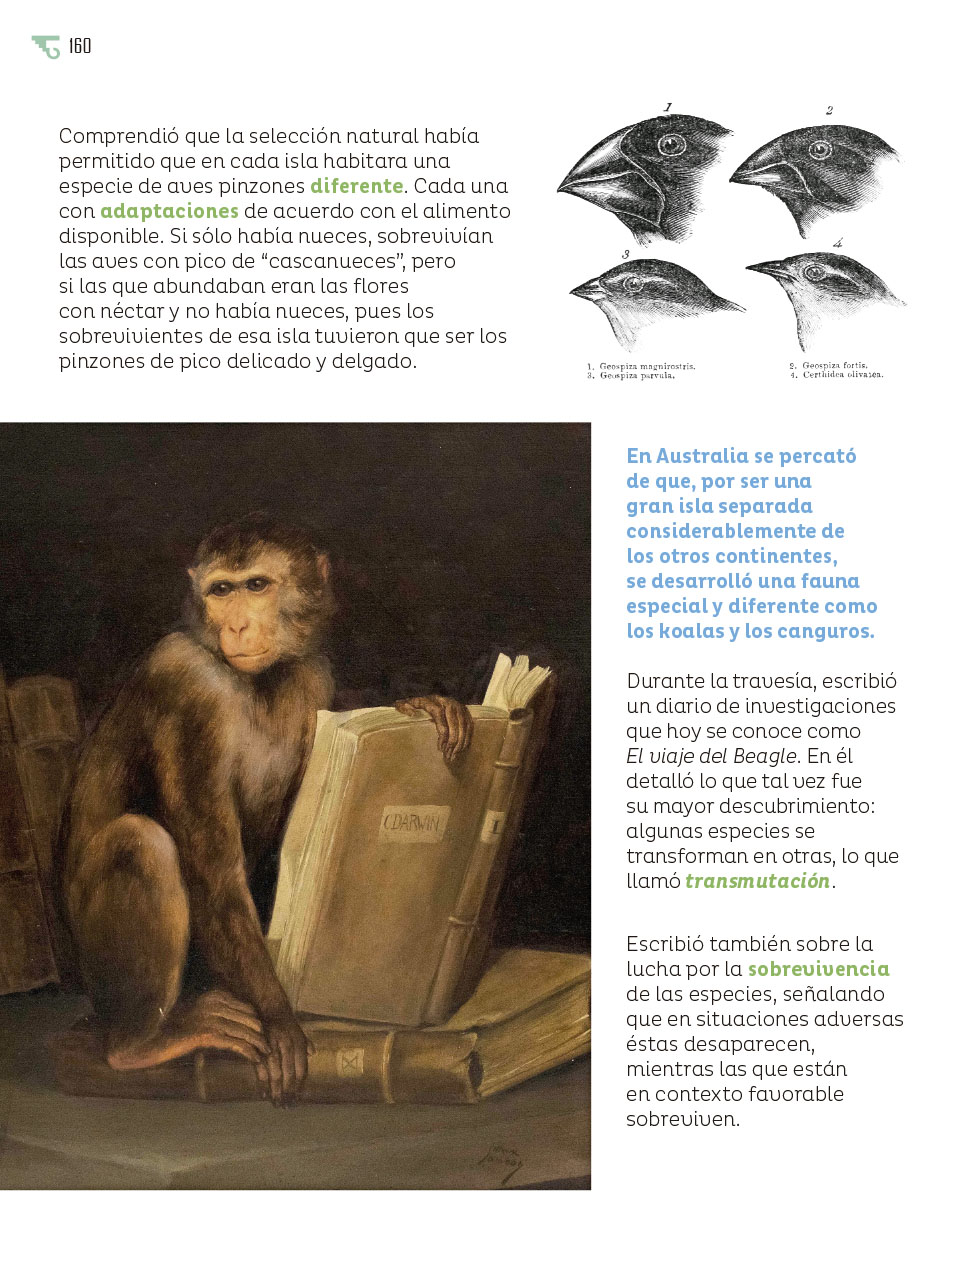 160
Comprendió que la selección natural había
permitido que en cada isla habitara una
especie de aves pinzones diferente. Cada una
con adaptaciones de acuerdo con el alimento
disponible. Si sólo había nueces, sobrevivían
las aves con pico de “cascanueces”, pero
si las que abundaban eran las flores
con néctar y no había nueces, pues los
sobrevivientes de esa isla tuvieron que ser los
pinzones de pico delicado y delgado.
1
2
3
4
1. Geospiza magnirostris.
2. Geospiza fortis.
3. Geospiza parvula.
4. Certhidea olivacea.
En Australia se percató
de que, por ser una
gran isla separada
considerablemente de
los otros continentes,
se desarrolló una fauna
especial y diferente como
los koalas y los canguros.
Durante la travesía, escribió
un diario de investigaciones
que hoy se conoce como
El viaje del Beagle. En él
detalló lo que tal vez fue
su mayor descubrimiento:
algunas especies se
transforman en otras, lo que
llamó transmutación.
Escribió también sobre la
lucha por la sobrevivencia
de las especies, señalando
que en situaciones adversas
éstas desaparecen,
mientras las que están
en contexto favorable
sobreviven.
C DARWIN
1